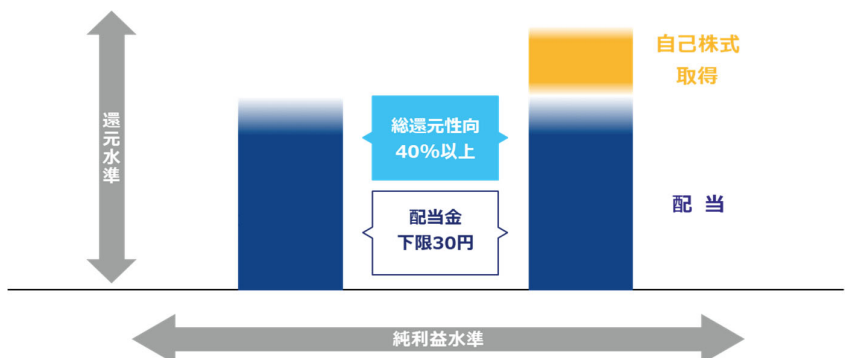 自己株式
取得
還元水準
総還元性向
40%以上
配当金
下限30円
配 当
純利益水準